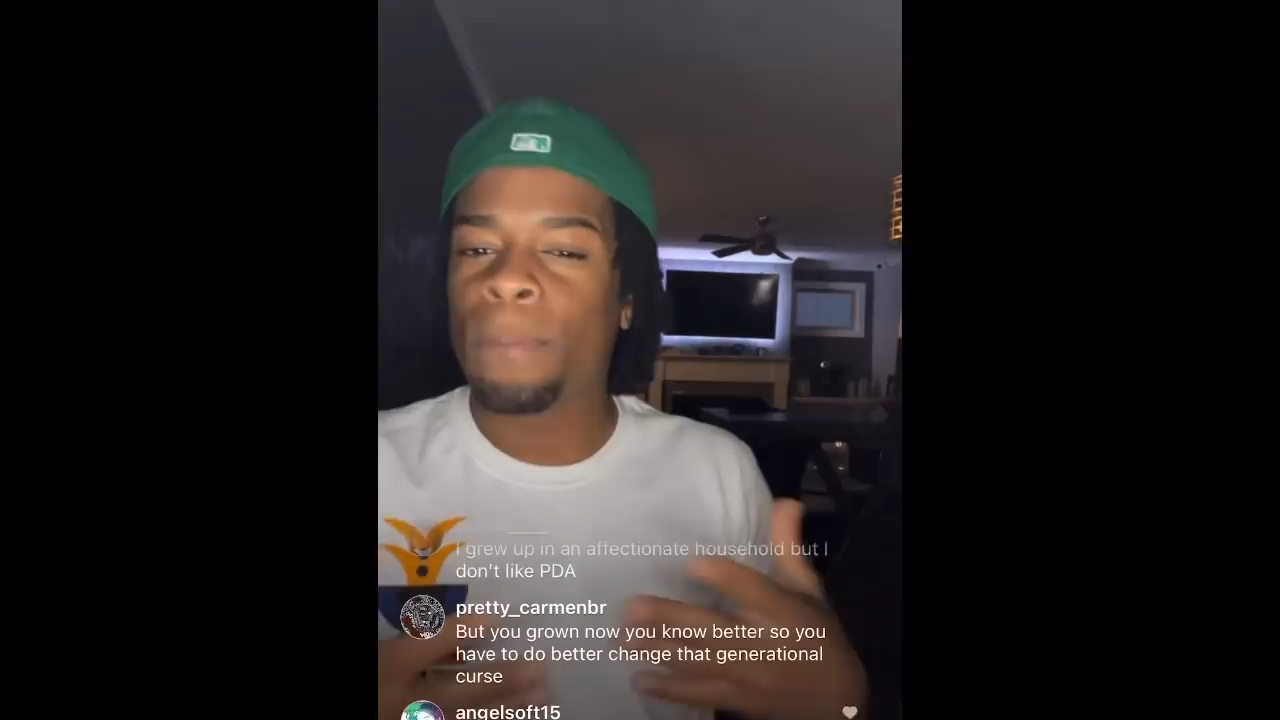 I grew up in an affectionate household but I
don't like PDA
pretty_carmenbr
But you grown now you know better so you
have to do better change that generational
curse
angelsoft15